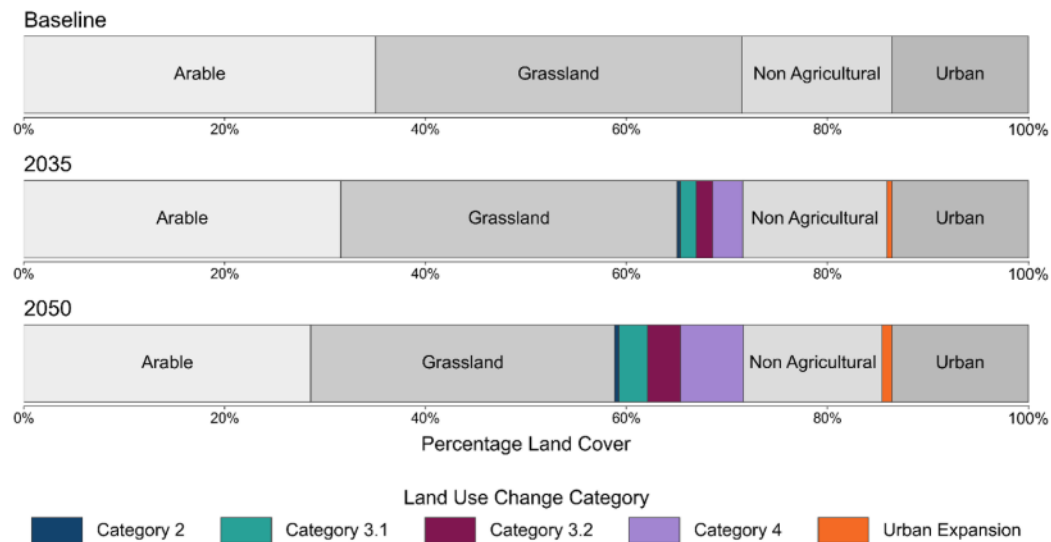 Baseline
Arable Grassland Non Agricultural Urban
0% 20% 40% 60% 80% 100%
2035
Arable Grassland Non Agricultural Urban
0% 20% 40% 60% 80% 100%
2050
Arable Grassland Non Agricultural Urban
0% 20% 40% 60% 80% 100%
Percentage Land Cover
Land Use Change Category
Category 2 Category 3.1 Category 3.2 Category 4 Urban Expansion